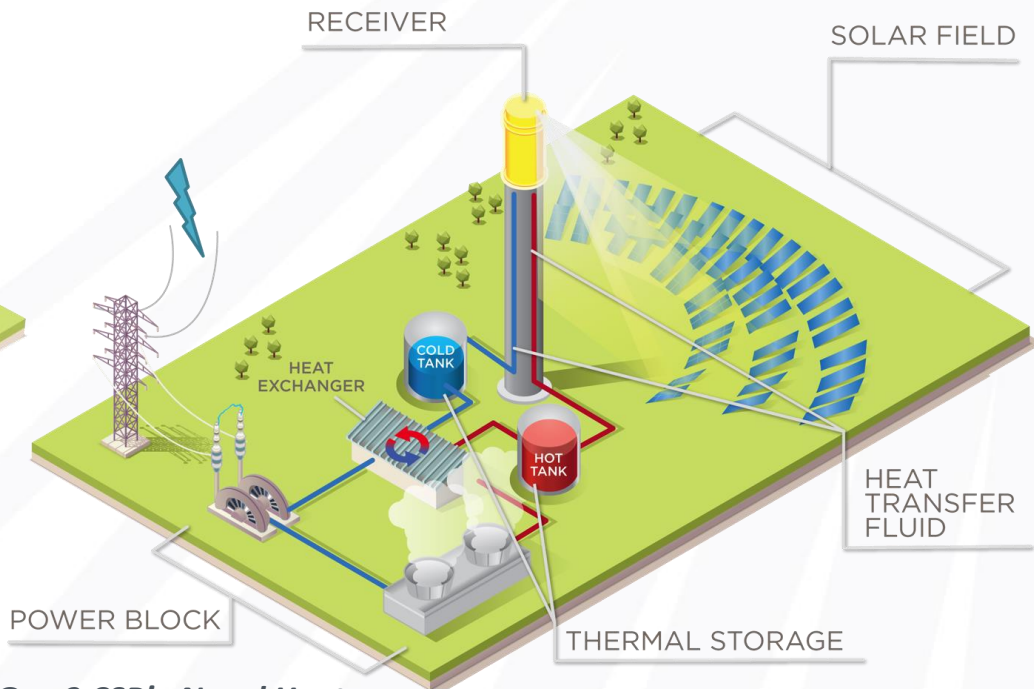 RECEIVER
SOLAR FIELD
COLD
TANK
HEAT
EXCHANGER
HOT
TANK
HEAT
TRANSFER
FLUID
POWER BLOCK
THERMAL STORAGE